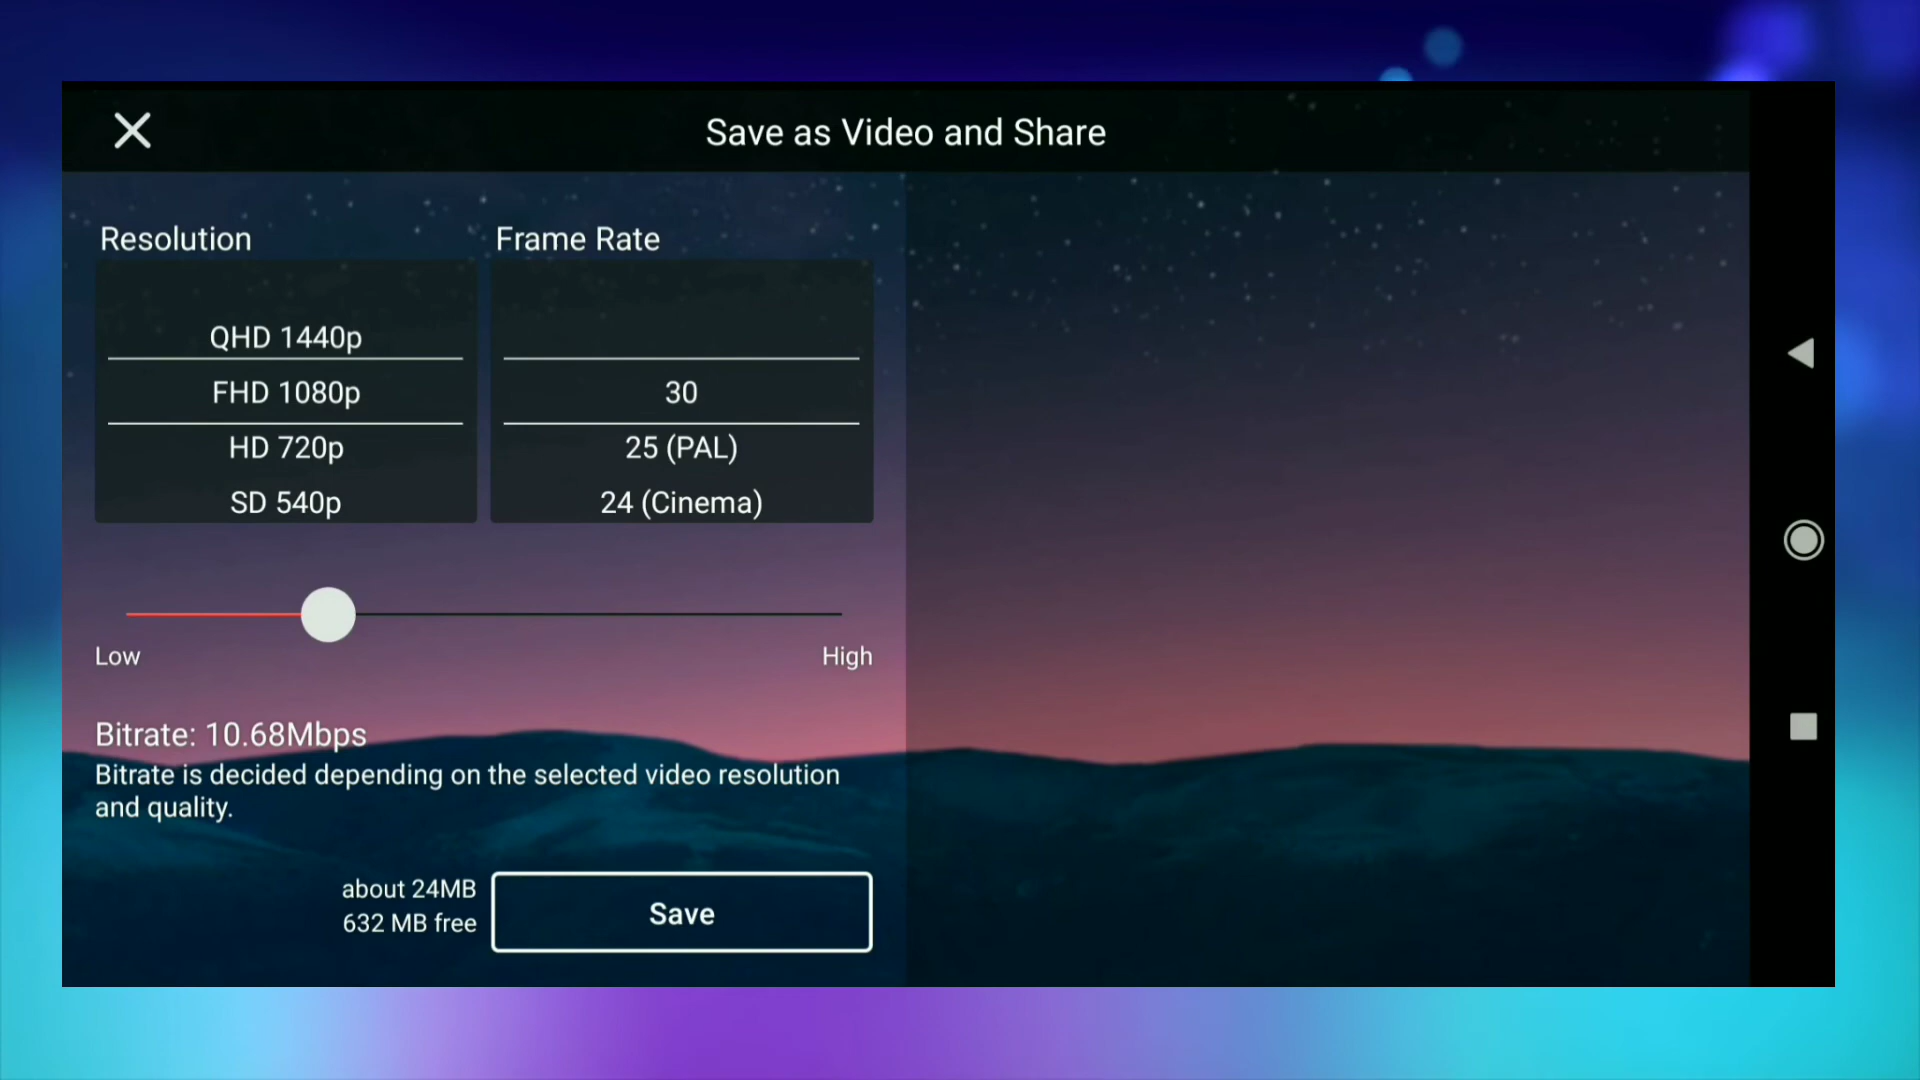 Save as Video and Share
Resolution
Frame Rate
QHD 1440p
FHD 1080p
HD 720p
SD 540p
30
25 (PAL)
24 (Cinema)
Low
High
Bitrate: 10.68Mbps
Bitrate is decided depending on the selected video resolution
and quality.
about 24MB
632 MB free
Save